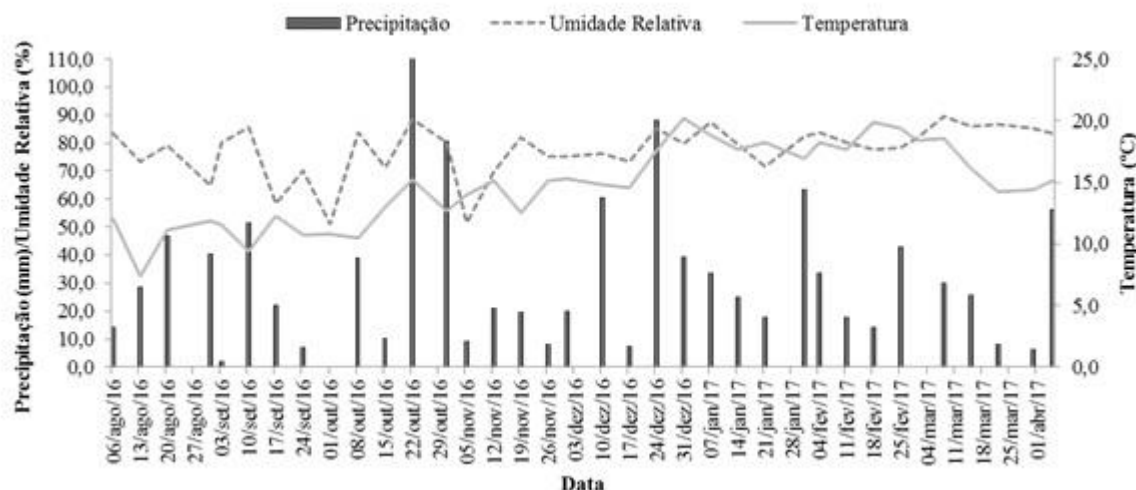 Precipitação Umidade Relativa Temperatura
Precipitação (mm)/Umidade Relativa (%)
110,0
100,0
90,0
80,0
70,0
60,0
50,0
40,0
30,0
20,0
10,0
0,0
25,0
20,0
15,0
10,0
5,0
0,0
Temperatura (ºC)
06/ago/16
13/ago/16
20/ago/16
27/ago/16
03/set/16
10/set/16
17/set/16
24/set/16
01/out/16
08/out/16
15/out/16
22/out/16
29/out/16
05/nov/16
12/nov/16
19/nov/16
26/nov/16
03/dez/16
10/dez/16
17/dez/16
24/dez/16
31/dez/16
07/jan/17
14/jan/17
21/jan/17
28/jan/17
04/fev/17
11/fev/17
18/fev/17
25/fev/17
04/mar/17
11/mar/17
18/mar/17
25/mar/17
01/abr/17
Data